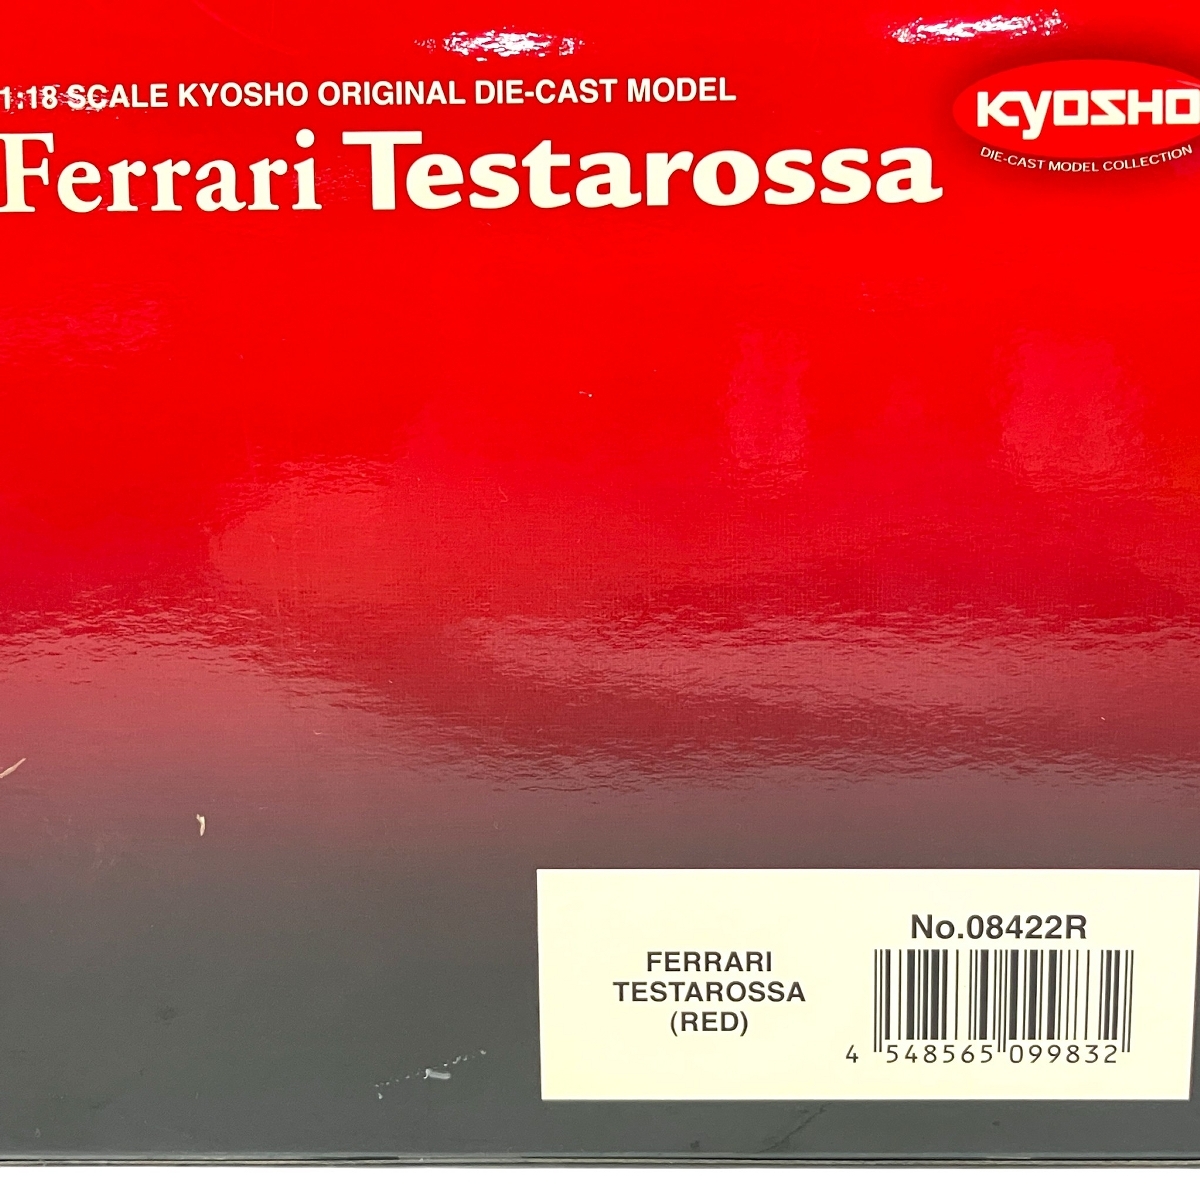 1:18 SCALE KYOSHO ORIGINAL DIE-CAST MODEL
Ferrari Testarossa
KYOSHO
DIE-CAST MODEL COLLECTION
No.08422R
FERRARI
TESTAROSSA
(RED)
4 548565 099832